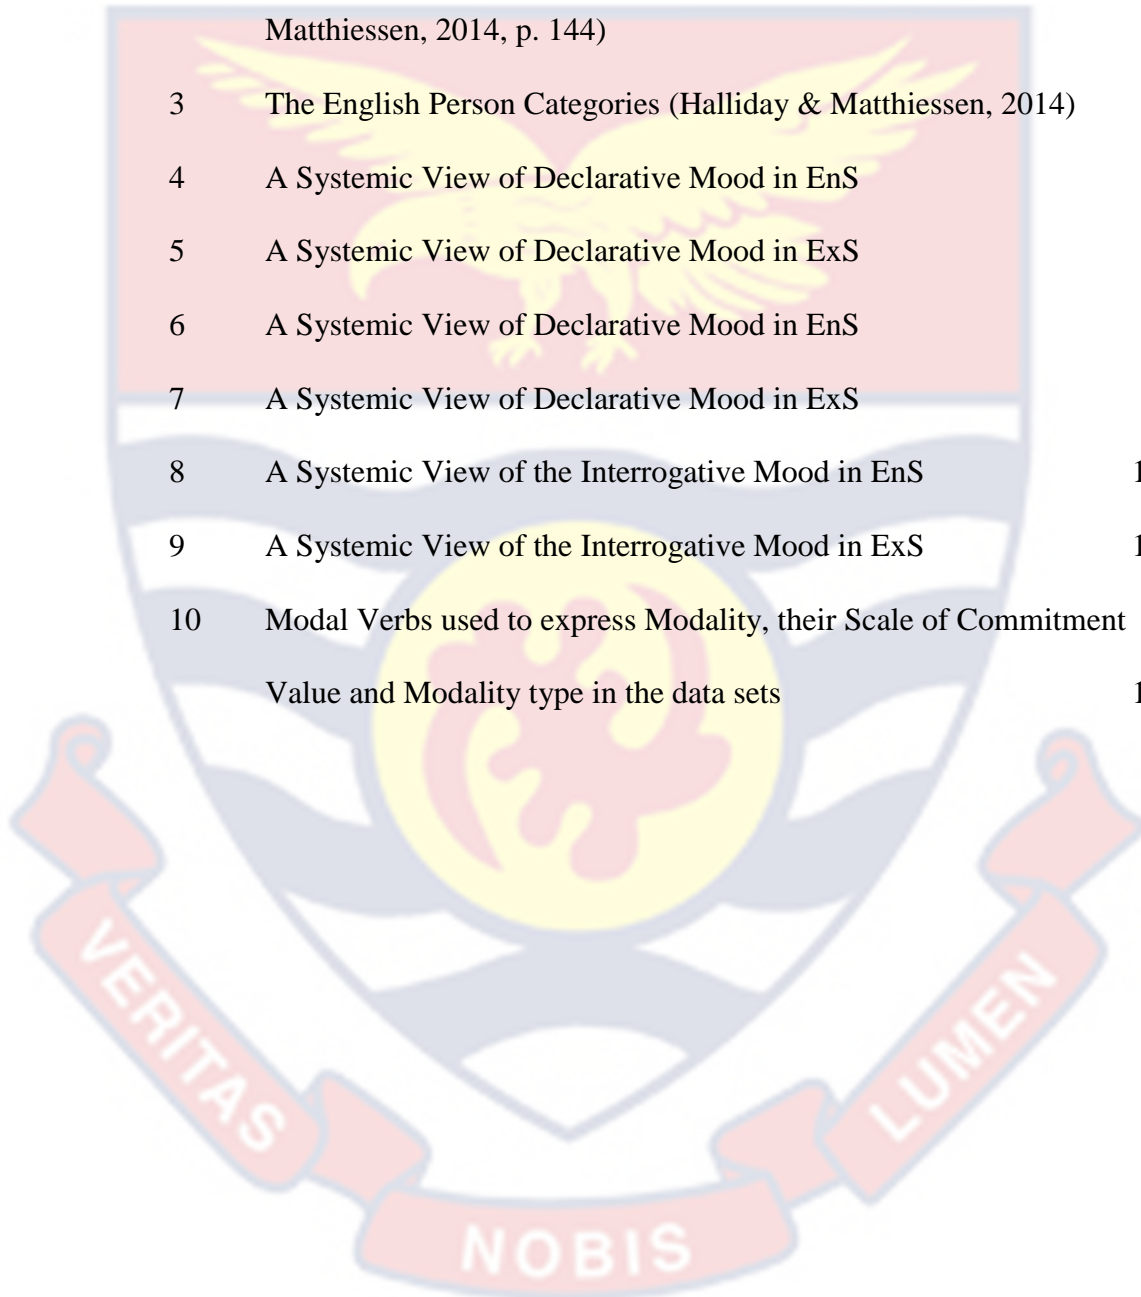 Matthiessen, 2014, p. 144)
3 The English Person Categories (Halliday & Matthiessen, 2014)
4 A Systemic View of Declarative Mood in EnS
5 A Systemic View of Declarative Mood in ExS
6 A Systemic View of Declarative Mood in EnS
7 A Systemic View of Declarative Mood in ExS
8 A Systemic View of the Interrogative Mood in EnS
9 A Systemic View of the Interrogative Mood in ExS
10 Modal Verbs used to express Modality, their Scale of Commitment
Value and Modality type in the data sets
VERITAS
NOBIS
LUMEN